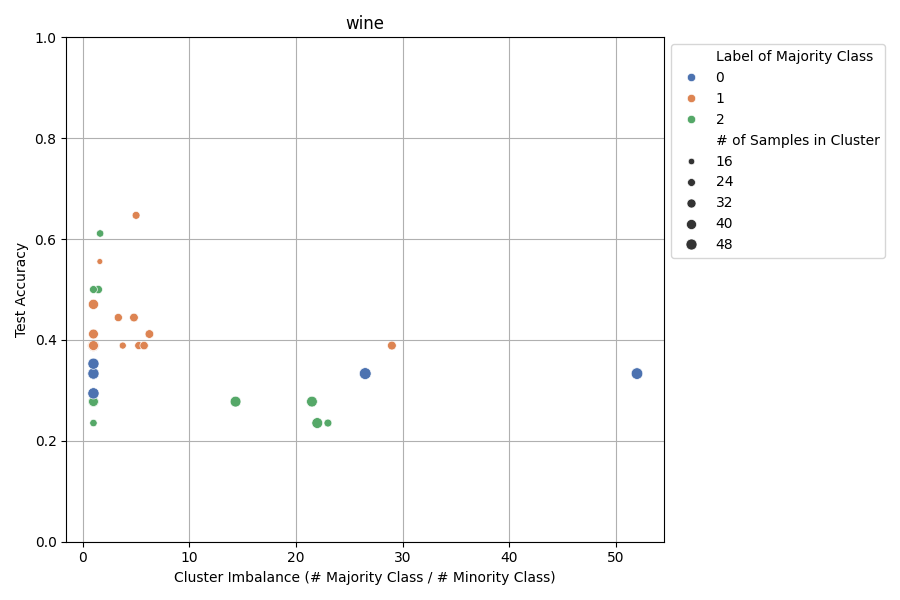 wine
1.0
0.8
0.6
0.4
0.2
0.0
Test Accuracy
0 10 20 30 40 50
Cluster Imbalance (# Majority Class / # Minority Class)
Label of Majority Class
0
1
2
# of Samples in Cluster
16
24
32
40
48